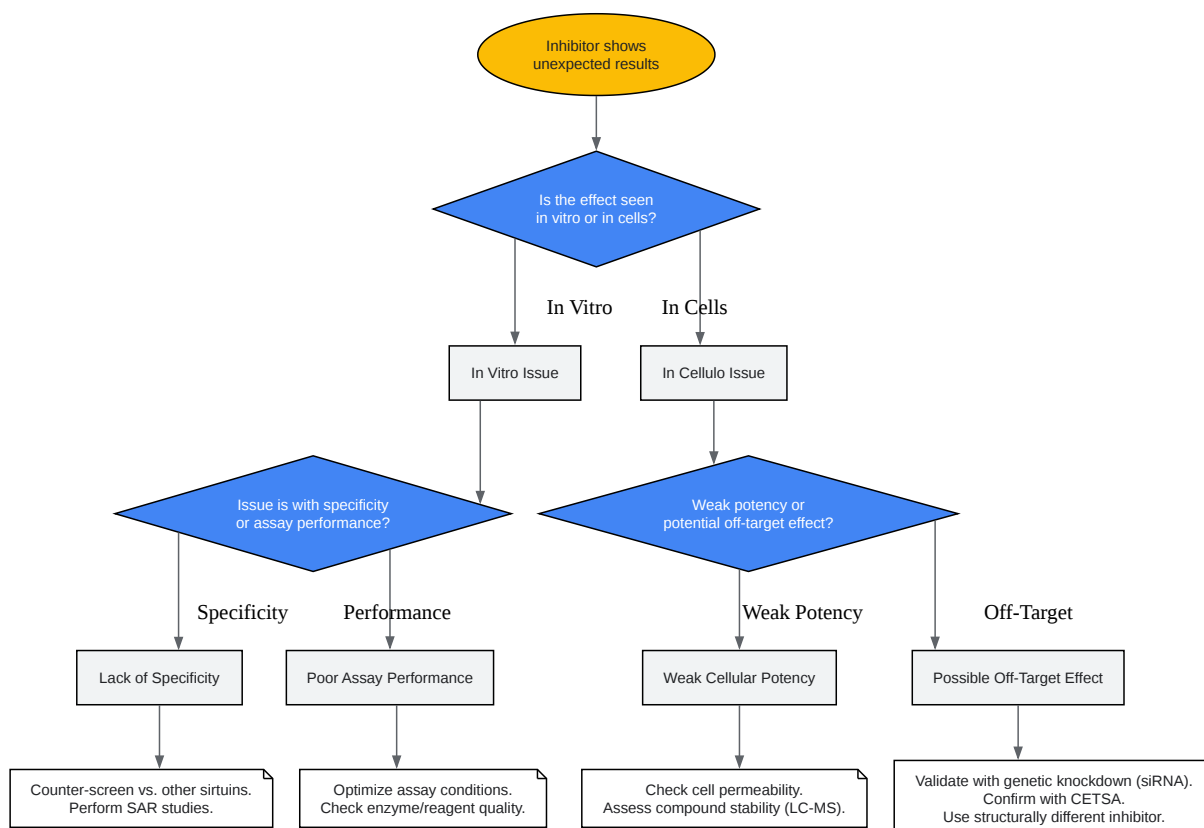 Inhibitor shows
unexpected results
Is the effect seen
in vitro or in cells?
In Vitro
In Cells
In Vitro Issue
In Cellulo Issue
Issue is with specificity
or assay performance?
Weak potency or
potential off-target effect?
Specificity
Performance
Weak Potency
Off-Target
Lack of Specificity
Poor Assay Performance
Weak Cellular Potency
Possible Off-Target Effect
Counter-screen vs. other sirtuins.
Perform SAR studies.
Optimize assay conditions.
Check enzyme/reagent quality.
Check cell permeability.
Assess compound stability (LC-MS).
Validate with genetic knockdown (siRNA).
Confirm with CETSA.
Use structurally different inhibitor.